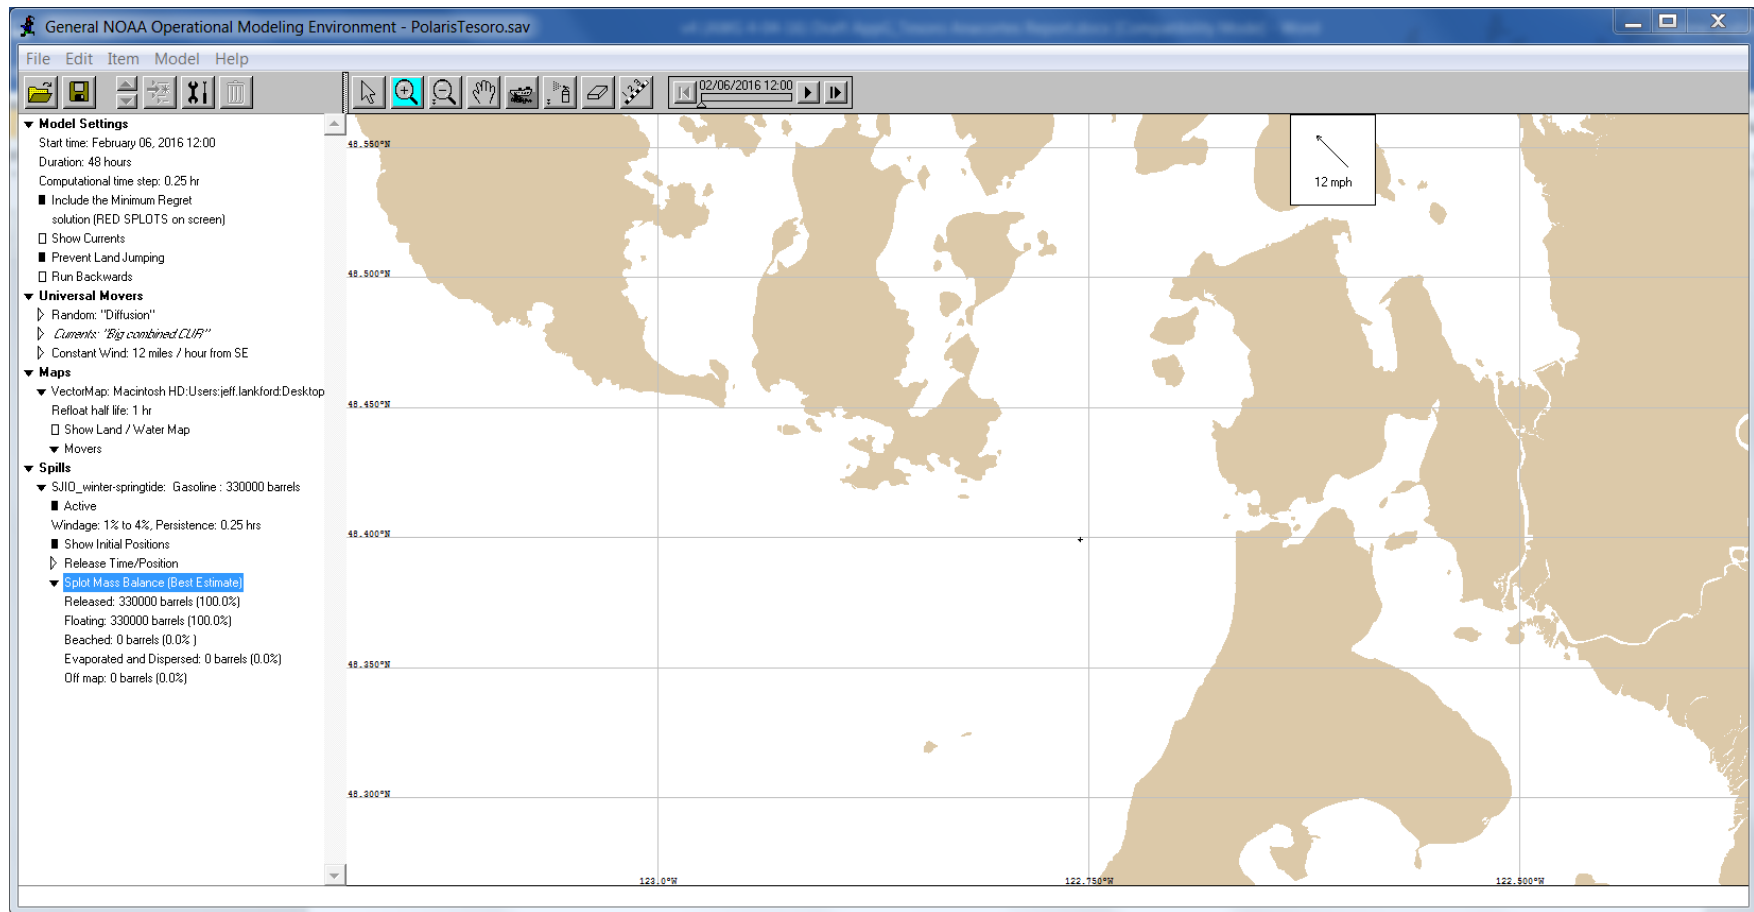 General NOAA Operational Modeling Environment - PolarisTesoro.sav
File Edit Item Model Help
02/06/2016 12:00
Model Settings
Start time: February 06, 2016 12:00
Duration: 48 hours
Computational time step: 0.25 hr
Include the Minimum Regret
solution (RED SPLOTS on screen)
Show Currents
Prevent Land Jumping
Run Backwards
Universal Movers
Random: "Diffusion"
Currents: "Big combined.CUR"
Constant Wind: 12 miles / hour from SE
Maps
VectorMap: Macintosh HD:Users:jeff.lankford:Desktop
Refloat half life: 1 hr
Show Land / Water Map
Movers
Spills
SJIO_winter-springtide: Gasoline : 330000 barrels
Active
Windage: 1% to 4%, Persistence: 0.25 hrs
Show Initial Positions
Release Time/Position
Splot Mass Balance (Best Estimate)
Released: 330000 barrels (100.0%)
Floating: 330000 barrels (100.0%)
Beached: 0 barrels (0.0% )
Evaporated and Dispersed: 0 barrels (0.0%)
Off map: 0 barrels (0.0%)
48.550°N
48.500°N
48.450°N
48.400°N
48.350°N
48.300°N
123.0°W
122.750°W
122.500°W
12 mph